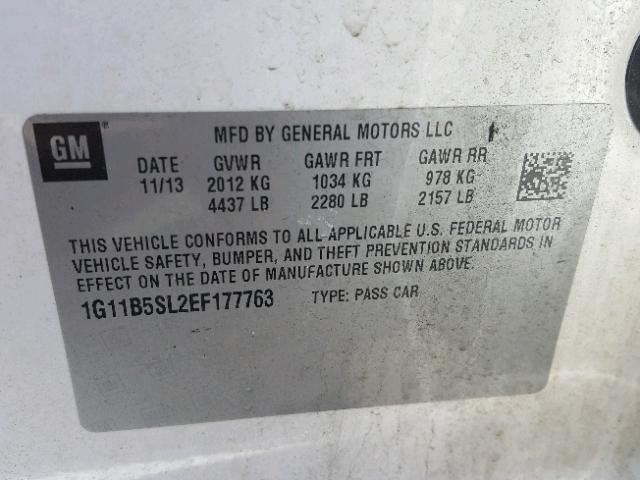 GM®
MFD BY GENERAL MOTORS LLC
DATE GVWR GAWR FRT GAWR RR
11/13 2012 KG 1034 KG 978 KG
4437 LB 2280 LB 2157 LB
THIS VEHICLE CONFORMS TO ALL APPLICABLE U.S. FEDERAL MOTOR
VEHICLE SAFETY, BUMPER, AND THEFT PREVENTION STANDARDS IN
EFFECT ON THE DATE OF MANUFACTURE SHOWN ABOVE.
1G11B5SL2EF177763 TYPE: PASS CAR